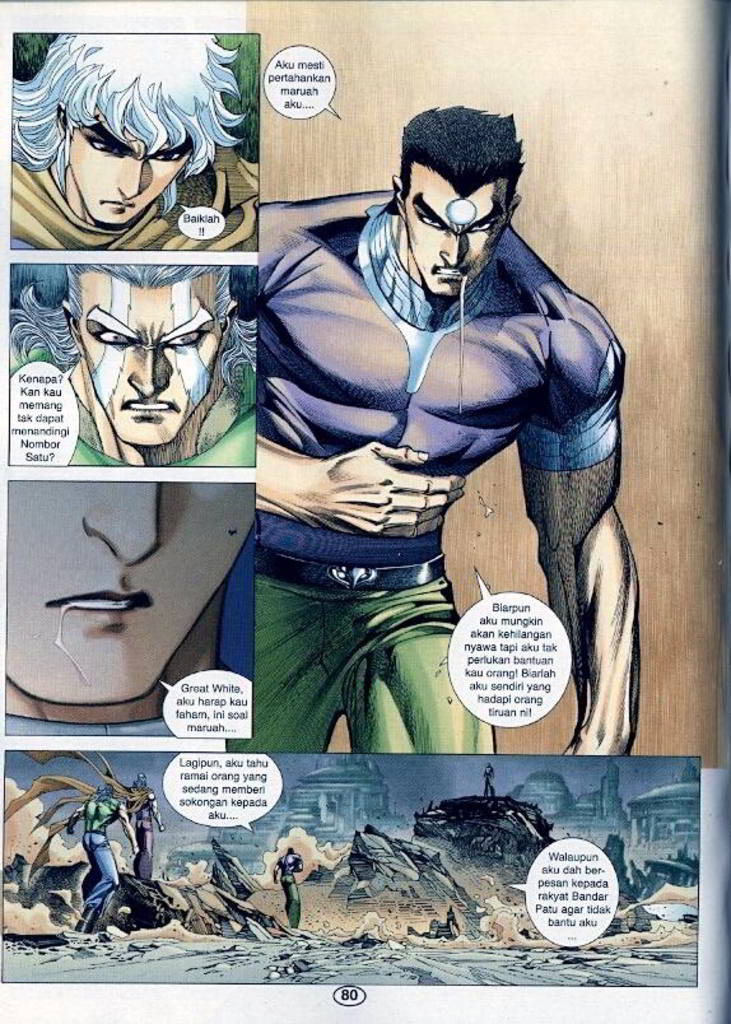 Aku mesti
pertahankan
maruah
aku....
Baiklah
!!
Kenapa?
Kan kau
memang
tak dapat
menandingi
Nombor
Satu?
Great White,
aku harap kau
faham, ini soal
maruah....
Biarpun
aku mungkin
akan kehilangan
nyawa tapi aku tak
perlukan bantuan
kau orang! Biarlah
aku sendiri yang
hadapi orang
tiruan ni!
Lagipun, aku tahu
ramai orang yang
sedang memberi
sokongan kepada
aku....
Walaupun
aku dah ber-
pesan kepada
rakyat Bandar
Patu agar tidak
bantu aku
...
80